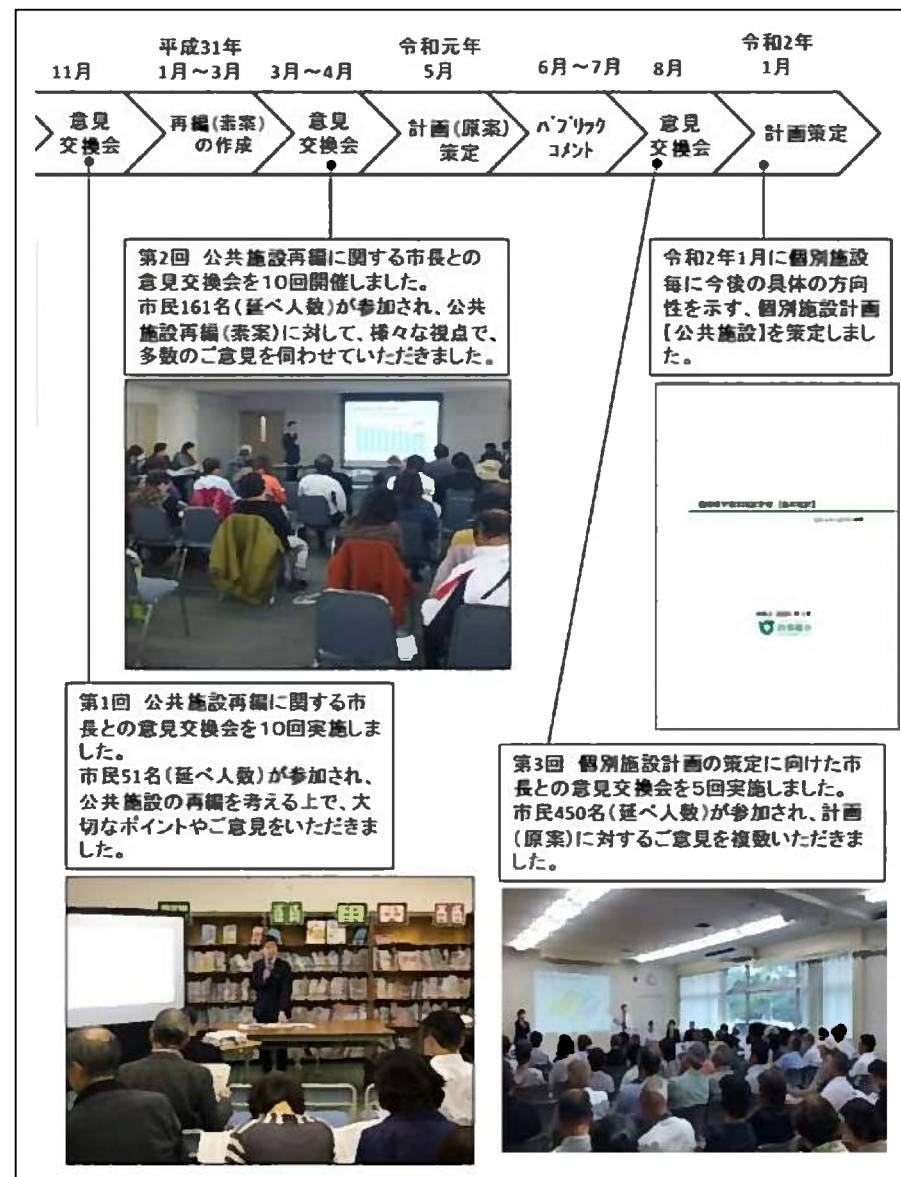 平成31年
令和元年
令和2年
11月
1月～3月
3月～4月
5月
6月～7月
8月
1月
意見
交換会
再編(素案)
の作成
意見
交換会
計画(原案)
策定
パブリック
コメント
意見
交換会
計画策定
第2回 公共施設再編に関する市長との
意見交換会を10回開催しました。
市民161名(延べ人数)が参加され、公共
施設再編(素案)に対して、様々な視点で、
多数のご意見を伺わせていただきました。
令和2年1月に個別施設
毎に今後の具体の方向
性を示す、個別施設計画
【公共施設】を策定しまし
た。
第1回 公共施設再編に関する市
長との意見交換会を10回実施しま
した。
市民51名(延べ人数)が参加され、
公共施設の再編を考える上で、大
切なポイントやご意見をいただきま
した。
第3回 個別施設計画の策定に向けた市
長との意見交換会を5回実施しました。
市民450名(延べ人数)が参加され、計画
(原案)に対するご意見を複数いただきま
した。